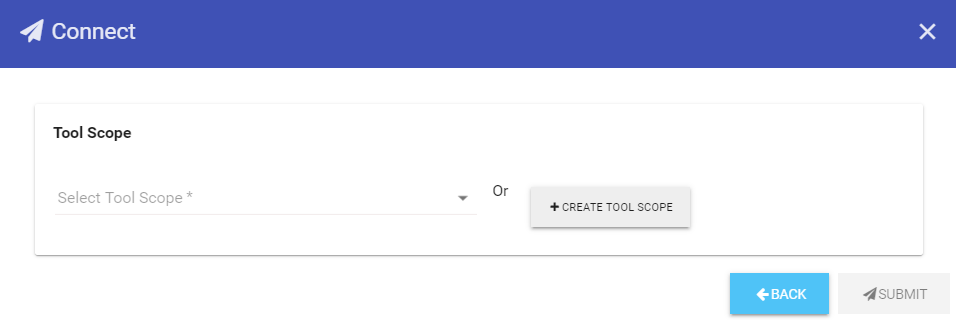 Connect
Tool Scope
Select Tool Scope *
Or
CREATE TOOL SCOPE
BACK
SUBMIT